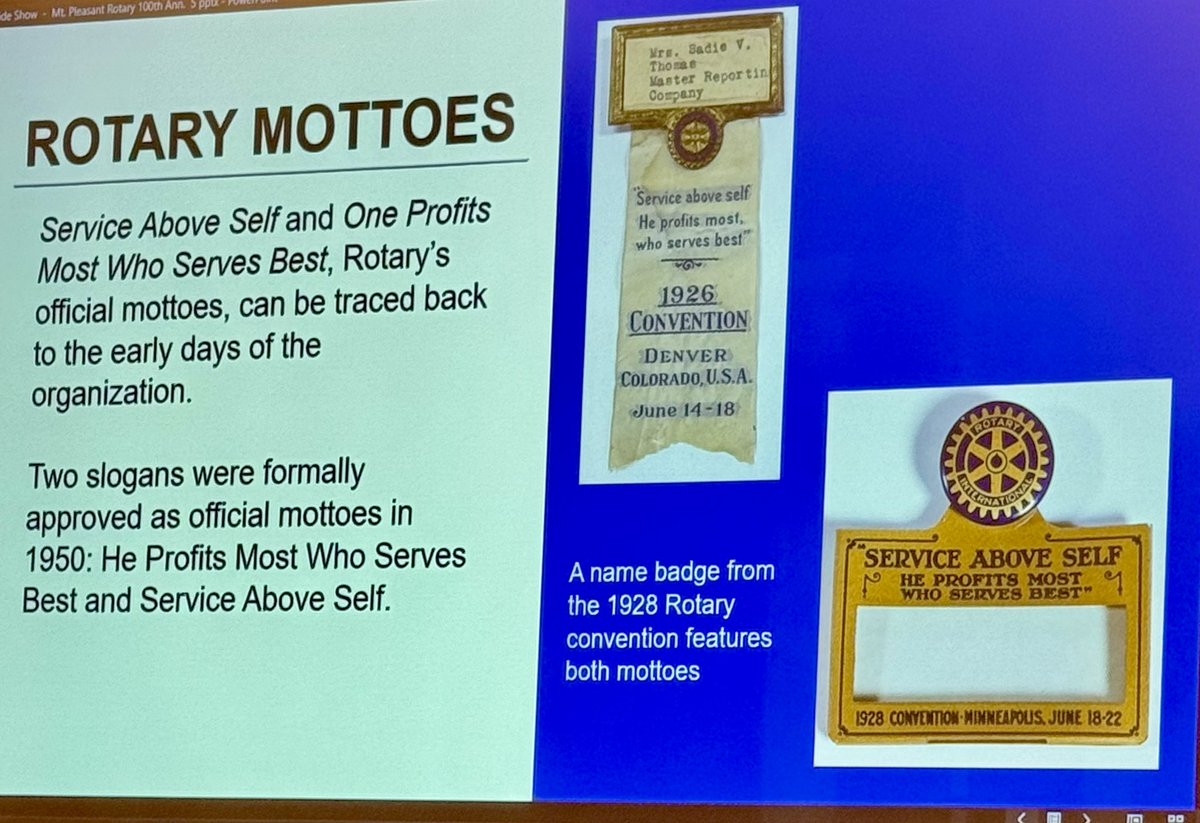 de Show - Mt. Pleasant Rotary 100th Ann. 5 pptx - PowerPoint
ROTARY MOTTOES
Service Above Self and One Profits
Most Who Serves Best, Rotary's
official mottoes, can be traced back
to the early days of the
organization.
Two slogans were formally
approved as official mottoes in
1950: He Profits Most Who Serves
Best and Service Above Self.
Mrs. Sadie V.
Thomas
Master Reportin
Company
"Service above self
He profits most,
who serves best"
1926
CONVENTION
DENVER
COLORADO, U.S.A.
June 14-18
A name badge from
the 1928 Rotary
convention features
both mottoes
ROTARY
INTERNATIONAL
"SERVICE ABOVE SELF
HE PROFITS MOST
WHO SERVES BEST"
1928 CONVENTION-MINNEAPOLIS, JUNE 18-22